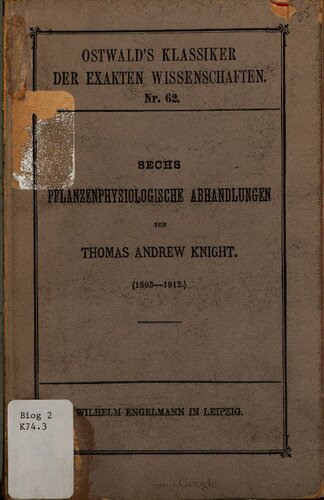 OSTWALD'S KLASSIKER
DER EXAKTEN WISSENSCHAFTEN.
Nr. 62.
SECHS
PFLANZENPHYSIOLOGISCHE ABHANDLUNGEN
VON
THOMAS ANDREW KNIGHT.
(1803—1812.)
WILHELM ENGELMANN IN LEIPZIG.
Biog 2
K74.3
Google